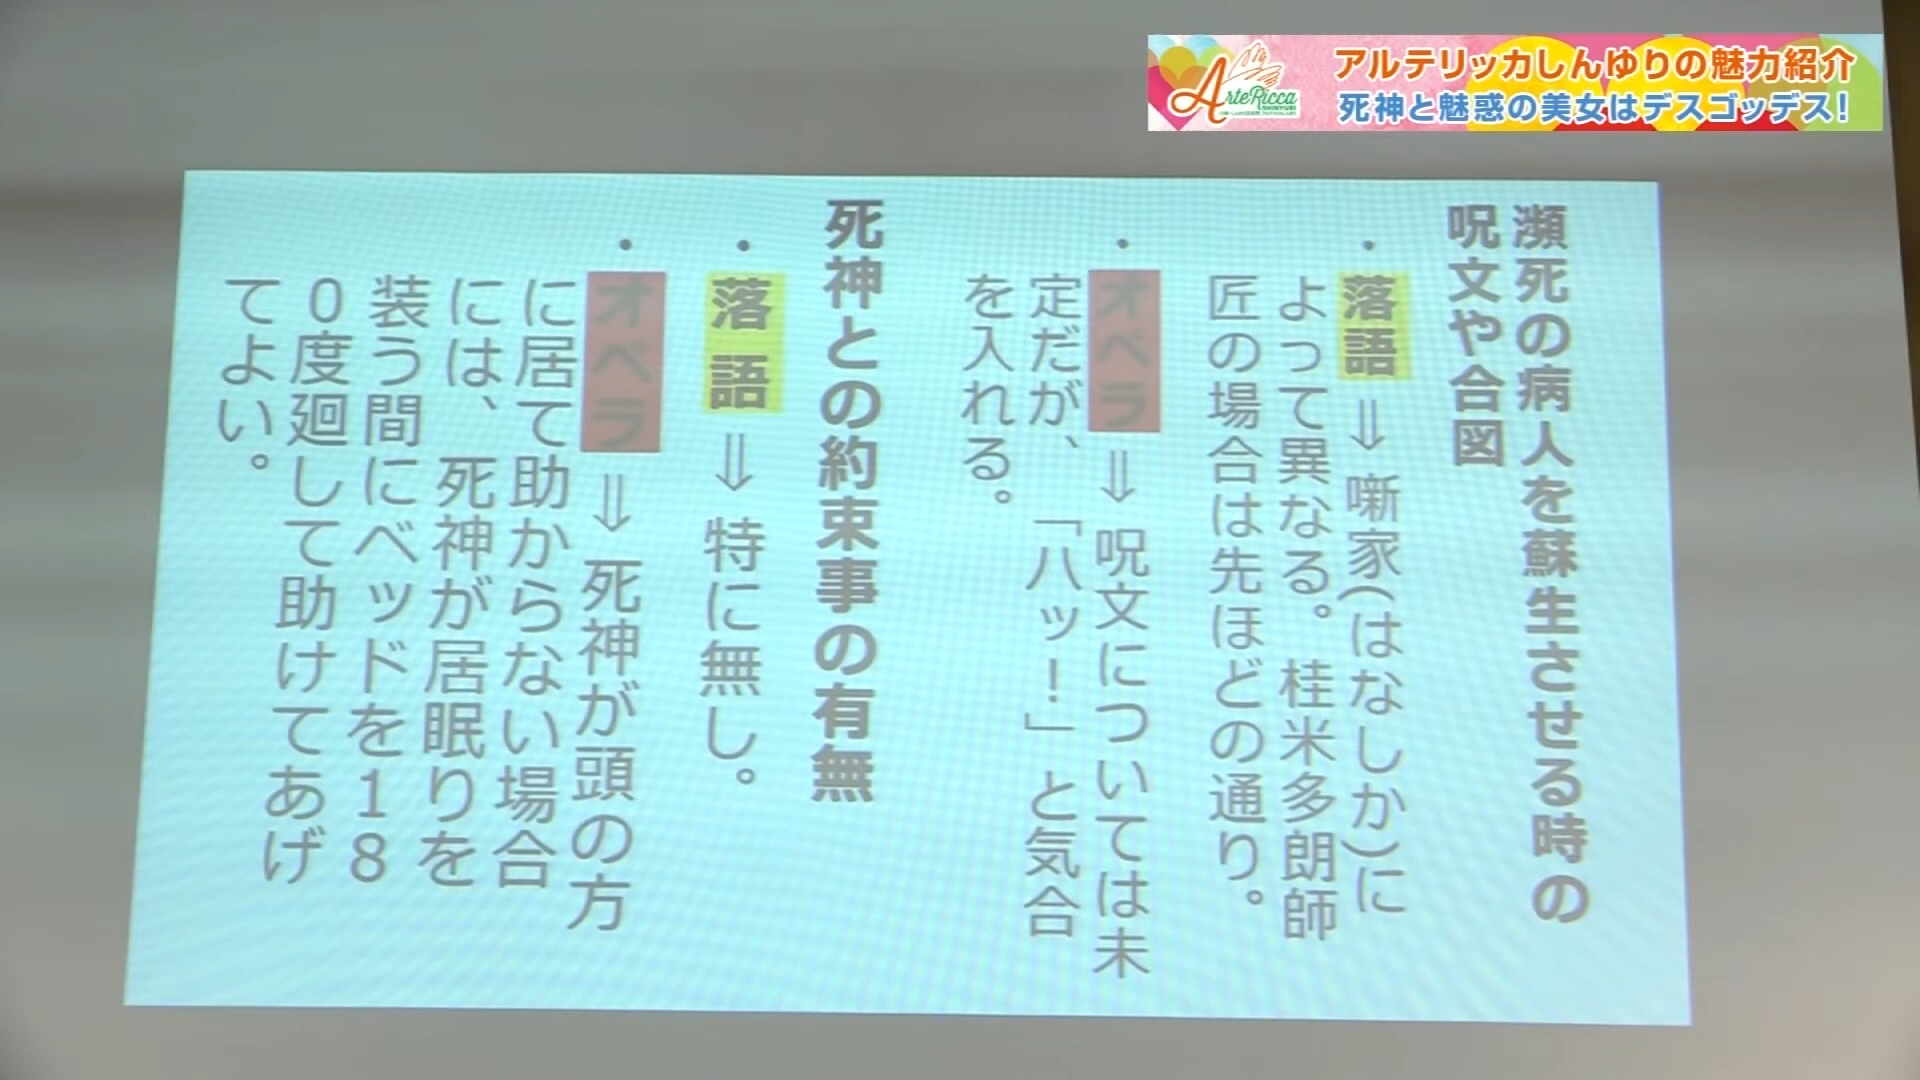 アルテリッカしんゆりの魅力紹介
死神と魅惑の美女はデスゴッデス!
ArteRicca
SHINYURI
瀕死の病人を蘇生させる時の
呪文や合図
・落語⇒噺家(はなしか)に
よって異なる。桂米多朗師
匠の場合は先ほどの通り。
・オペラ⇒呪文については未
定だが、「ハッ!」と気合
を入れる。
死神との約束事の有無
・落語⇒特に無し。
・オペラ⇒死神が頭の方
に居て助からない場合
には、死神が居眠りを
装う間にベッドを18
0度廻して助けてあげ
てよい。